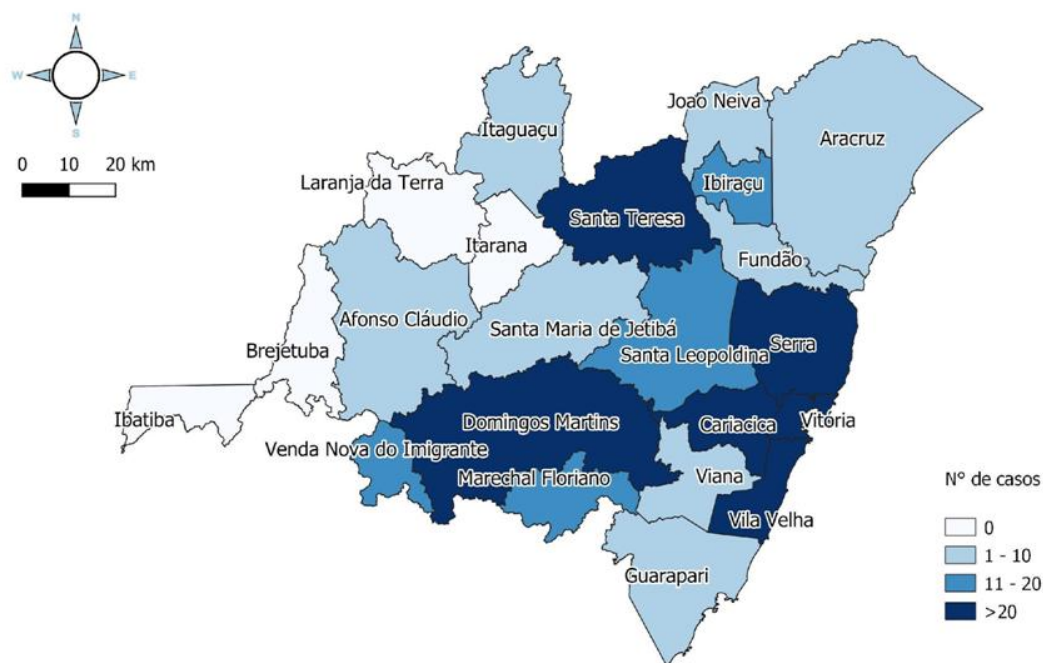 N
W
E
S
0 10 20 km
Joao Neiva
Itaguaçu
Aracruz
Laranja da Terra
Ibiraçu
Santa Teresa
Itarana
Fundão
Afonso Cláudio
Santa Maria de Jetibá
Serra
Brejetuba
Santa Leopoldina
Ibatiba
Domingos Martins
Cariacica
Vitória
Venda Nova do Imigrante
Marechal Floriano
Viana
Vila Velha
Guarapari
N° de casos
0
1 - 10
11 - 20
>20